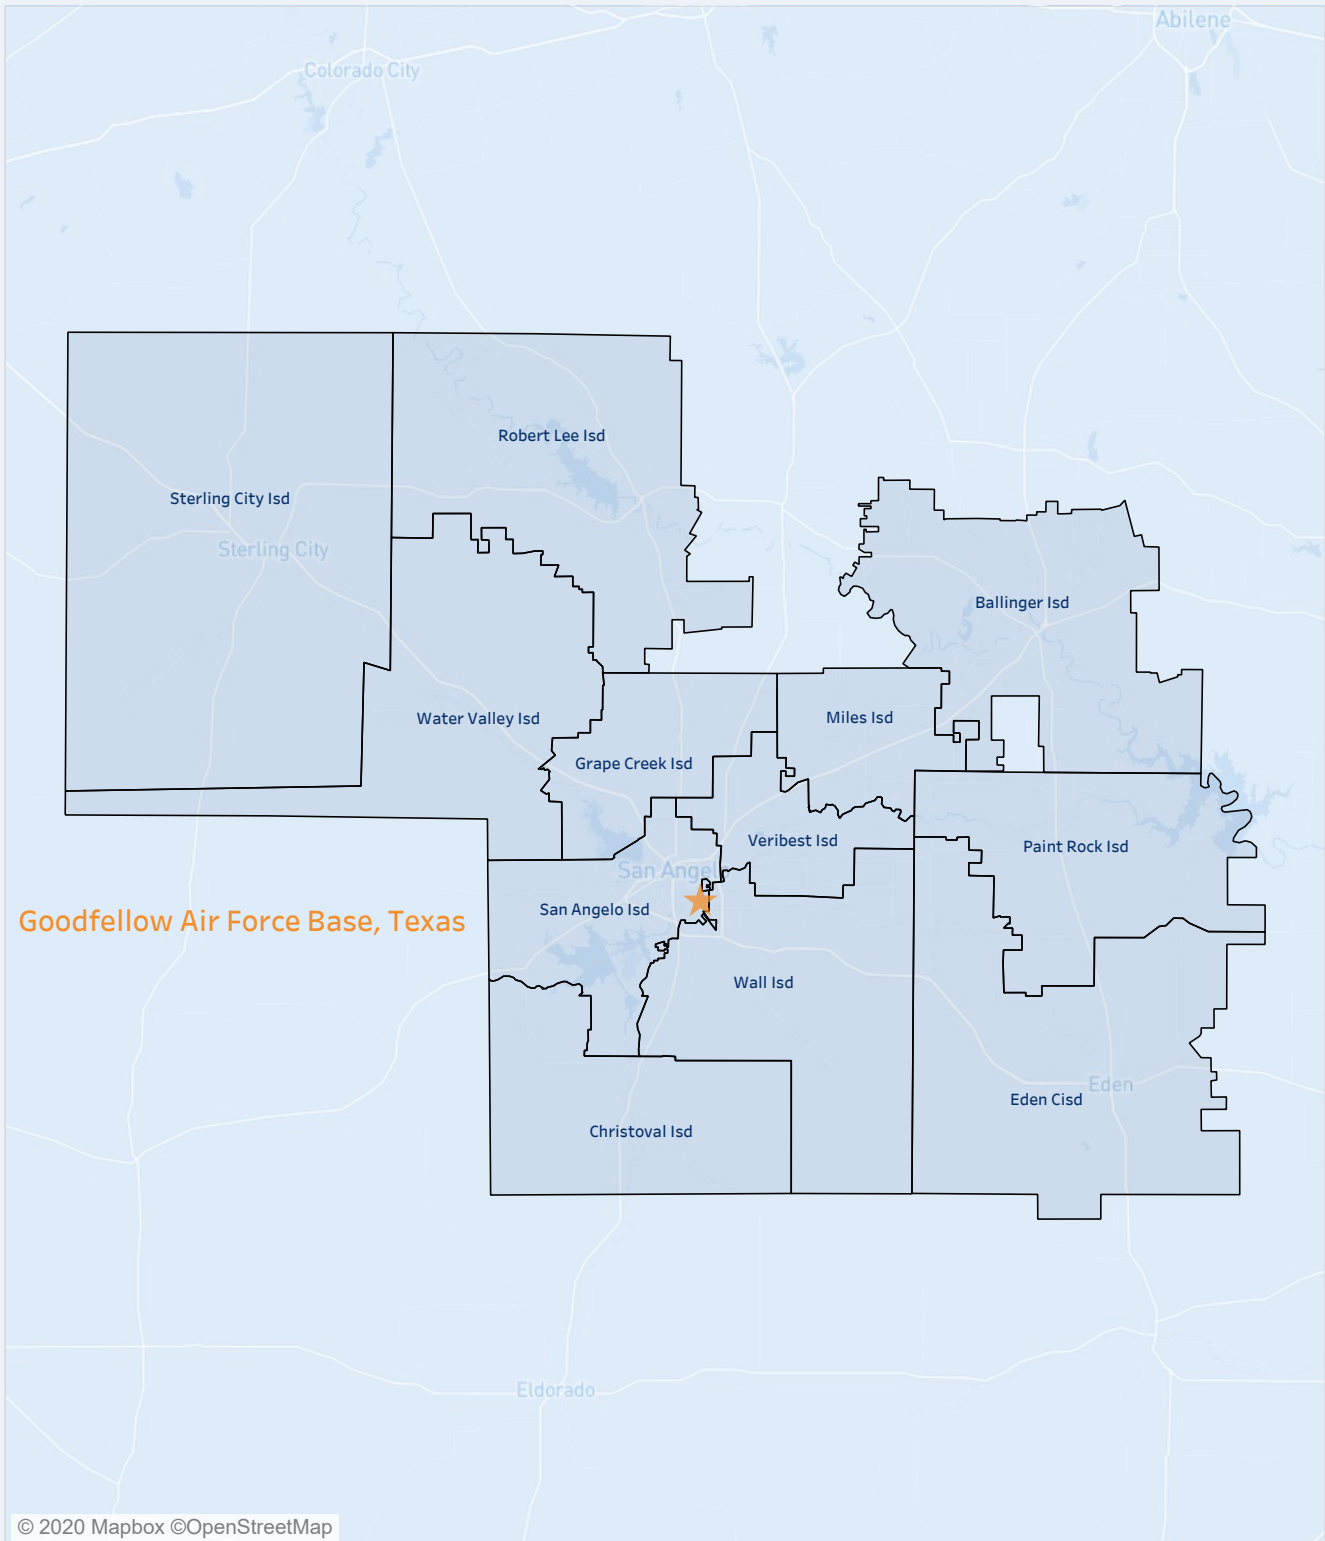 Abilene
Colorado City
Robert Lee Isd
Sterling City Isd
Sterling City
Ballinger Isd
Water Valley Isd
Miles Isd
Grape Creek Isd
Veribest Isd
Paint Rock Isd
San Angelo
San Angelo Isd
Goodfellow Air Force Base, Texas
Wall Isd
Eden
Eden Cisd
Christoval Isd
Eldorado
© 2020 Mapbox ©OpenStreetMap